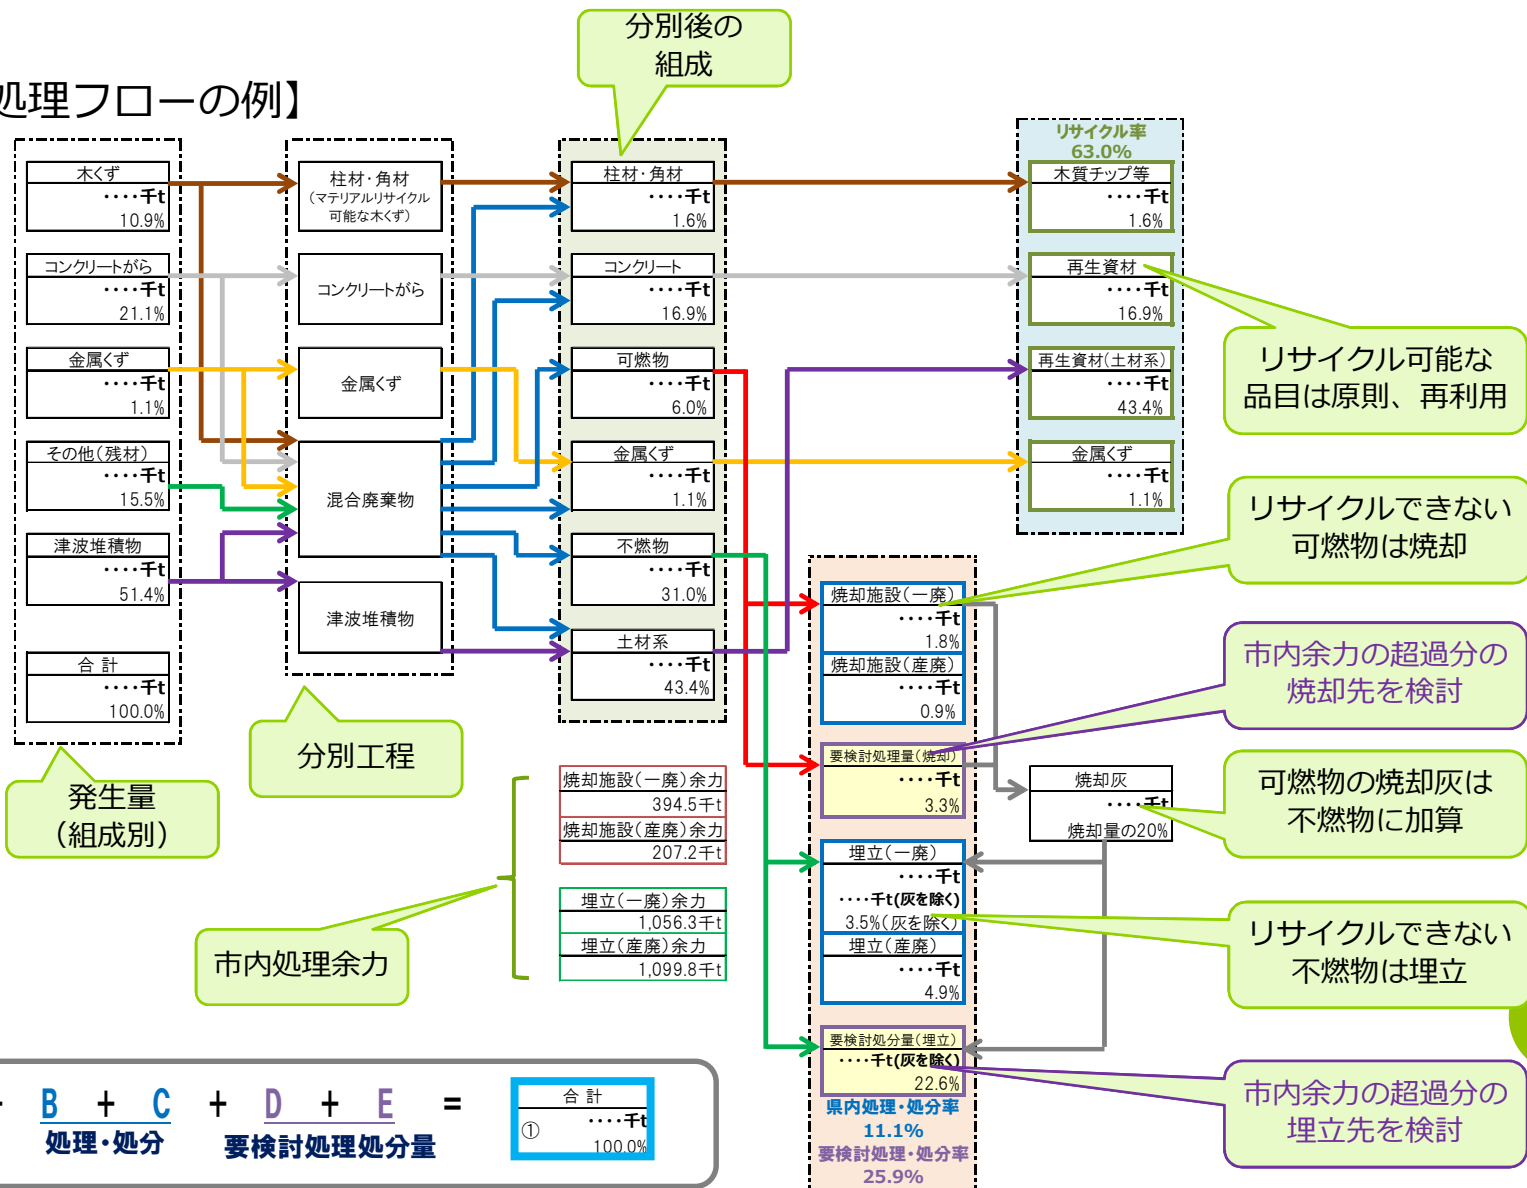 分別後の
組成
処理フローの例】
木くず
‥‥千t
10.9%
コンクリートがら
‥‥千t
21.1%
金属くず
‥‥千t
1.1%
その他(残材)
‥‥千t
15.5%
津波堆積物
‥‥千t
51.4%
合 計
‥‥千t
100.0%
発生量
(組成別)
柱材・角材
(マテリアルリサイクル
可能な木くず)
コンクリートがら
金属くず
混合廃棄物
津波堆積物
分別工程
柱材・角材
‥‥千t
1.6%
コンクリート
‥‥千t
16.9%
可燃物
‥‥千t
6.0%
金属くず
‥‥千t
1.1%
不燃物
‥‥千t
31.0%
土材系
‥‥千t
43.4%
焼却施設(一廃)余力
394.5千t
焼却施設(産廃)余力
207.2千t
埋立(一廃)余力
1,056.3千t
埋立(産廃)余力
1,099.8千t
市内処理余力
リサイクル率
63.0%
木質チップ等
‥‥千t
1.6%
再生資材
‥‥千t
16.9%
再生資材(土材系)
‥‥千t
43.4%
金属くず
‥‥千t
1.1%
焼却施設(一廃)
‥‥千t
1.8%
焼却施設(産廃)
‥‥千t
0.9%
要検討処理量(焼却)
‥‥千t
3.3%
埋立(一廃)
‥‥千t
‥‥千t(灰を除く)
3.5%(灰を除く)
埋立(産廃)
‥‥千t
4.9%
要検討処分量(埋立)
‥‥千t(灰を除く)
22.6%
県内処理・処分率
11.1%
要検討処理・処分率
25.9%
焼却灰
‥‥千t
焼却量の20%
リサイクル可能な
品目は原則、再利用
リサイクルできない
可燃物は焼却
市内余力の超過分の
焼却先を検討
可燃物の焼却灰は
不燃物に加算
リサイクルできない
不燃物は埋立
市内余力の超過分の
埋立先を検討
B + C + D + E =
処理・処分 要検討処理処分量
合 計
① ‥‥千t
100.0%